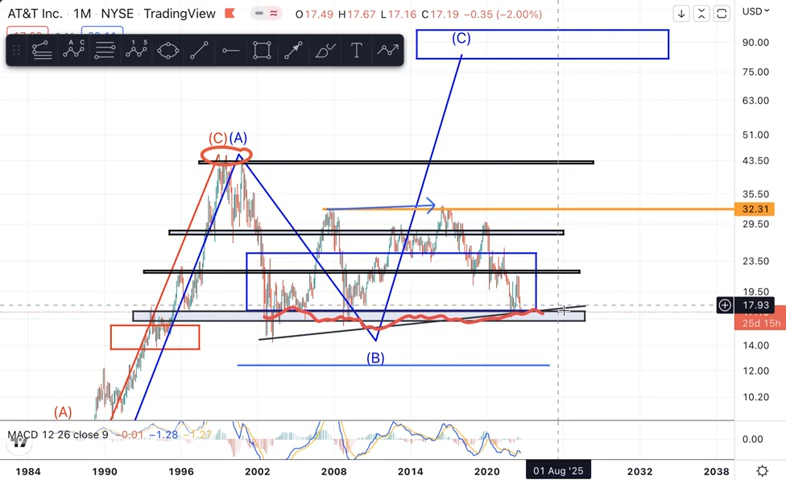 AT&T Inc. · 1M · NYSE · TradingView
O17.49 H17.67 L17.16 C17.19 −0.35 (−2.00%)
USD
90.00
(C)
75.00
63.00
51.00
(C) (A)
43.50
35.50
32.31
29.50
23.50
19.50
17.93
25d 15h
14.00
(B)
12.00
10.20
(A)
MACD 12 26 close 9 −0.01 −1.28 −1.27
0.00
1984 1990 1996 2002 2008 2014 2020 01 Aug '25 2032 2038